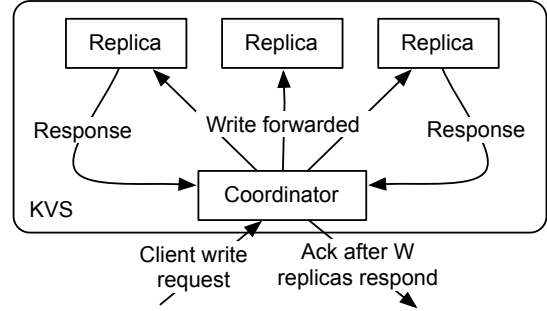 Replica Replica Replica
Response Write forwarded Response
Coordinator
KVS
Client write
request
Ack after W
replicas respond